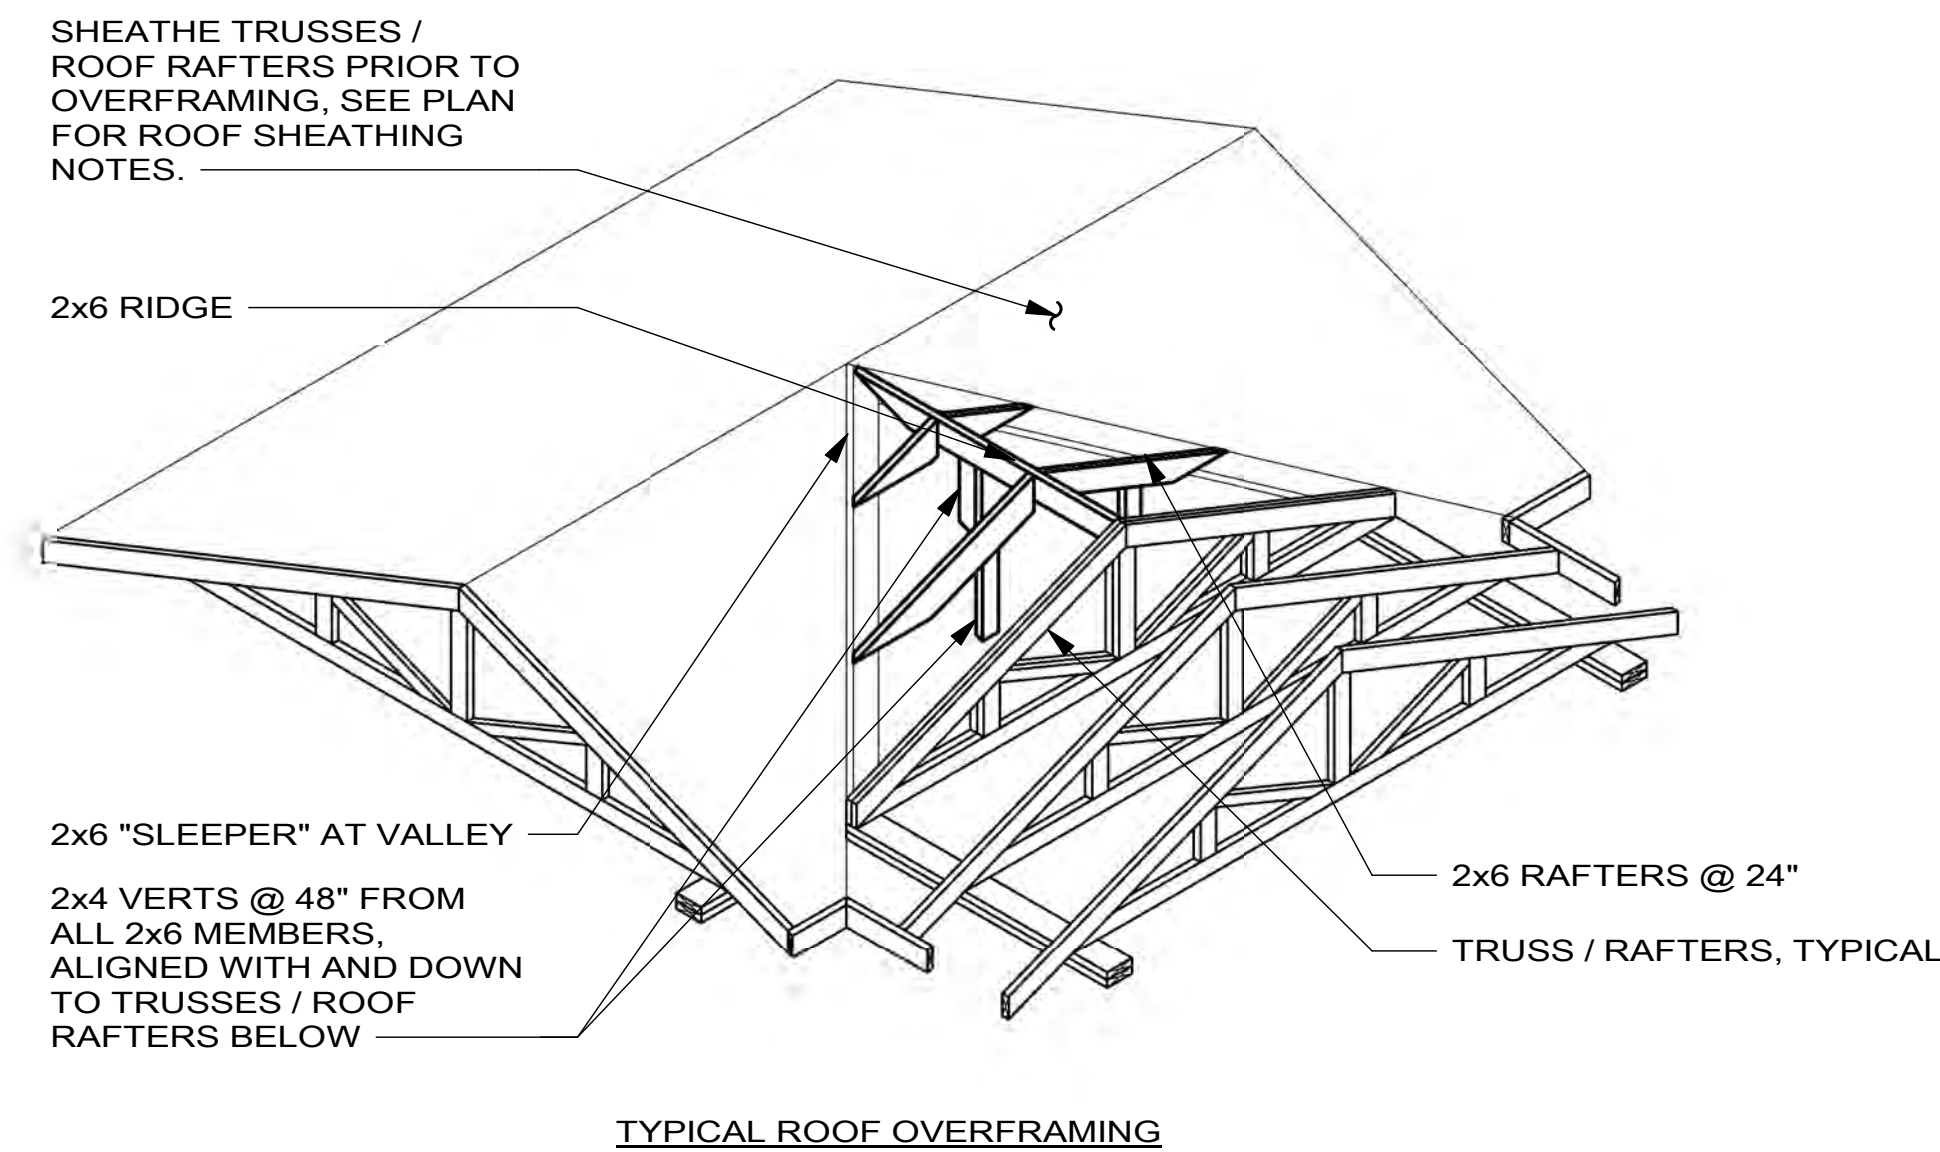 SHEATHE TRUSSES /
ROOF RAFTERS PRIOR TO
OVERFRAMING, SEE PLAN
FOR ROOF SHEATHING
NOTES.
2x6 RIDGE
2x6 "SLEEPER" AT VALLEY
2x4 VERTS @ 48" FROM
ALL 2x6 MEMBERS,
ALIGNED WITH AND DOWN
TO TRUSSES / ROOF
RAFTERS BELOW
2x6 RAFTERS @ 24"
TRUSS / RAFTERS, TYPICAL
TYPICAL ROOF OVERFRAMING